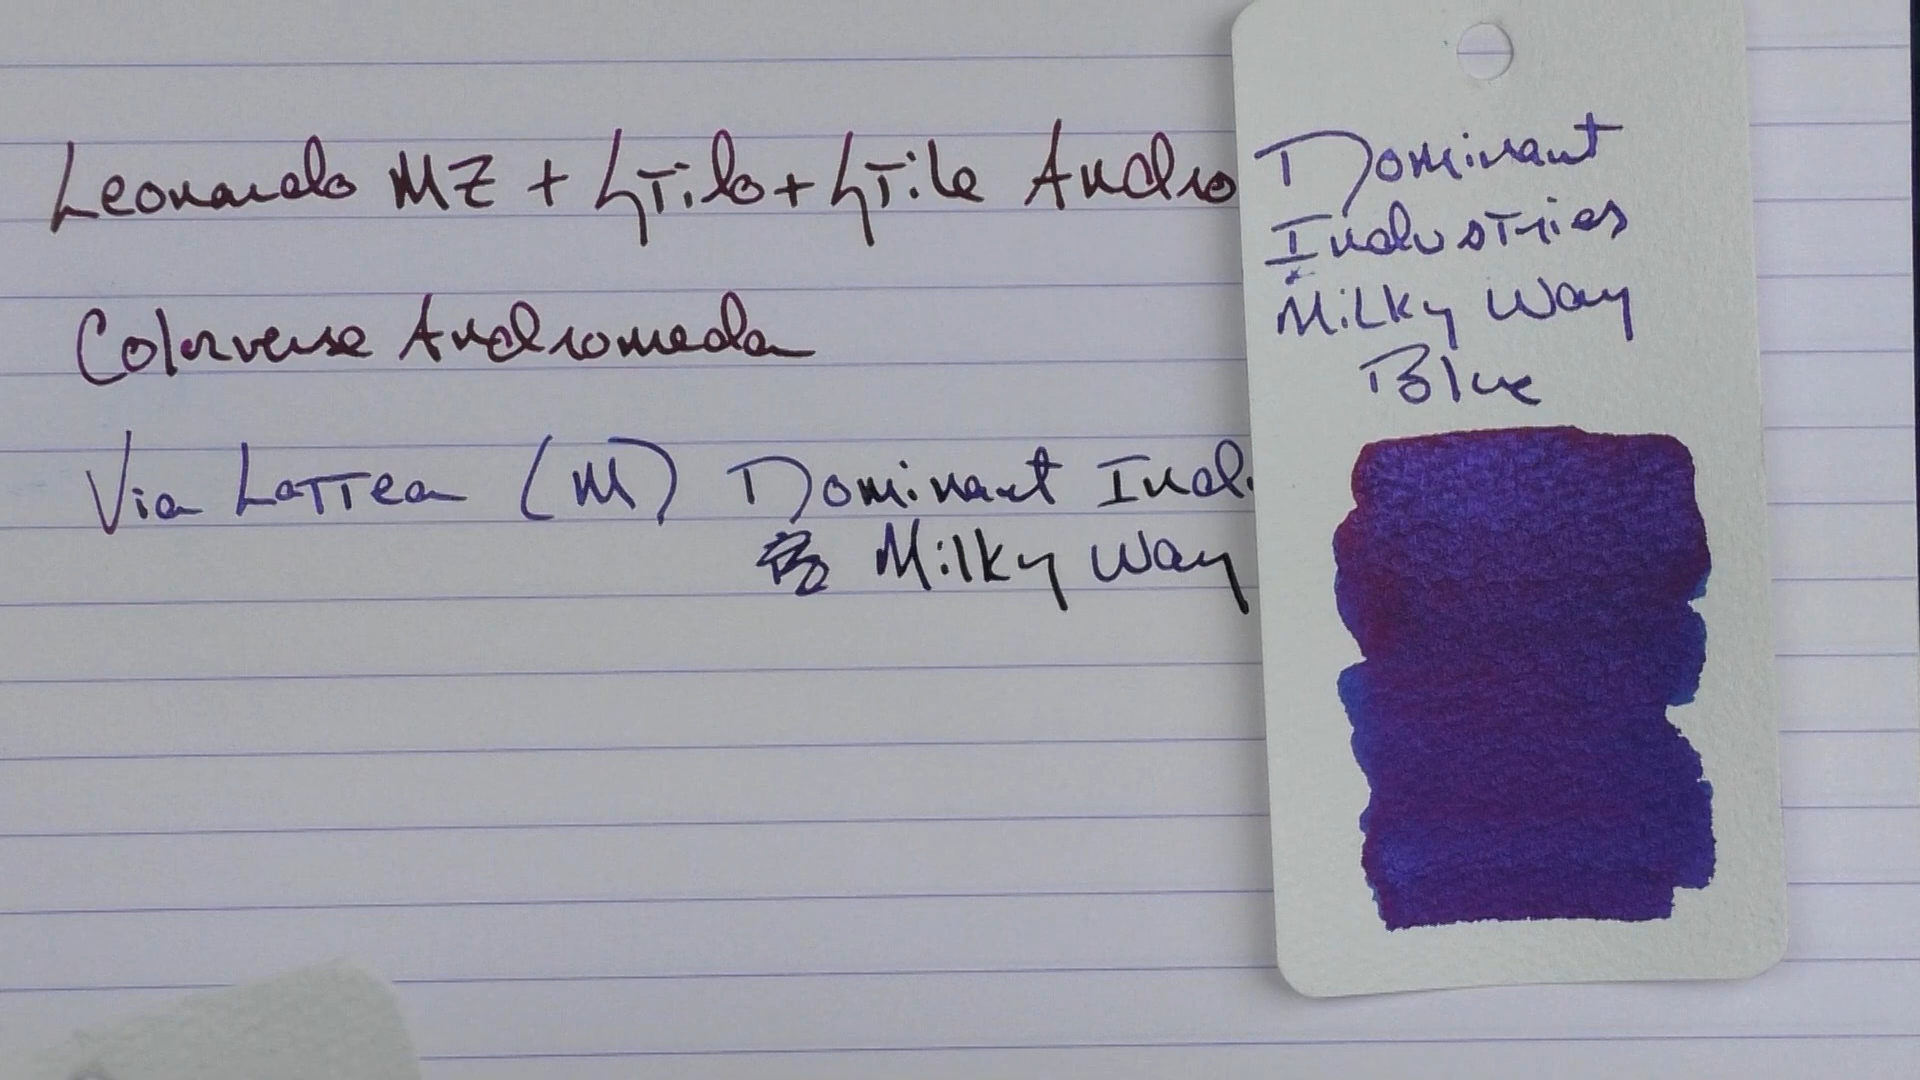 Leonardo MZ + STilo + STile Andro
Colorverse Andromeda
Via LaTTea (M) Dominant Ind.
Milky Way
Dominant
IndusTries
Milky Way
Blue